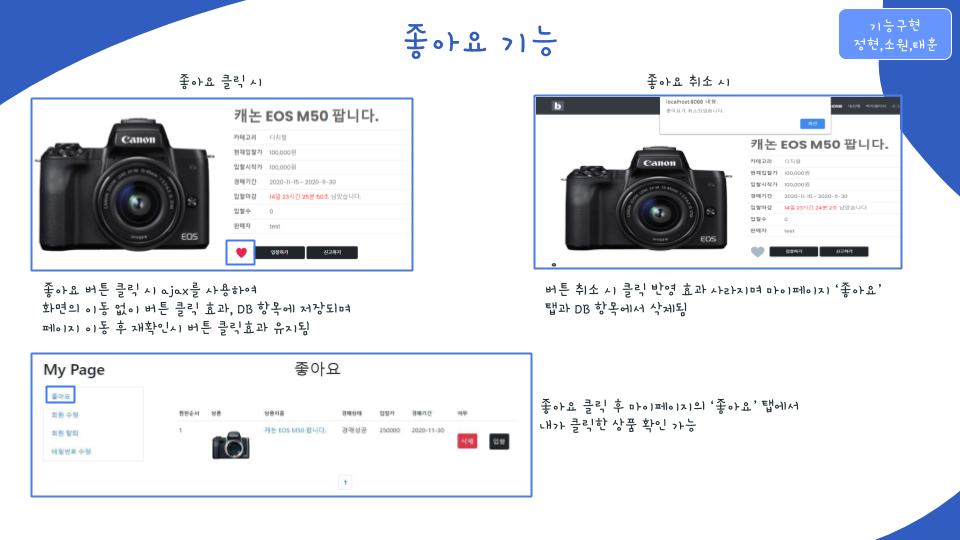 좋아요 기능
기능구현
정현,소원,태훈
좋아요 클릭 시
캐논 EOS M50 팝니다.
카테고리 디지털
현재입찰가 100,000원
입찰시작가 100,000원
경매기간 2020-11-15 ~ 2020-11-30
입찰마감 14일 23시간 25분 50초 남았습니다.
입찰수 0
판매자 test
입찰하기 신고하기
Canon
EOS
좋아요 버튼 클릭 시 ajax를 사용하여
화면의 이동 없이 버튼 클릭 효과, DB 항목에 저장되며
페이지 이동 후 재확인시 버튼 클릭효과 유지됨
좋아요 취소 시
b
localhost:8088 내용:
좋아요가 취소되었습니다.
확인
캐논 EOS M50 팝니다.
카테고리 디지털
현재입찰가 100,000원
입찰시작가 100,000원
경매기간 2020-11-15 ~ 2020-11-30
입찰마감 14일 23시간 24분 2초 남았습니다.
입찰수 0
판매자 test
입찰하기 신고하기
Canon
EOS
버튼 취소 시 클릭 반영 효과 사라지며 마이페이지 ‘좋아요’
탭과 DB 항목에서 삭제됨
My Page
좋아요
좋아요
회원 수정
회원 탈퇴
비밀번호 수정
찜한순서 상품 상품이름 경매상태 입찰가 경매기간 여부
1 캐논 EOS M50 팝니다. 경매성공 250000 2020-11-30 삭제 입찰
1
좋아요 클릭 후 마이페이지의 ‘좋아요’ 탭에서
내가 클릭한 상품 확인 가능